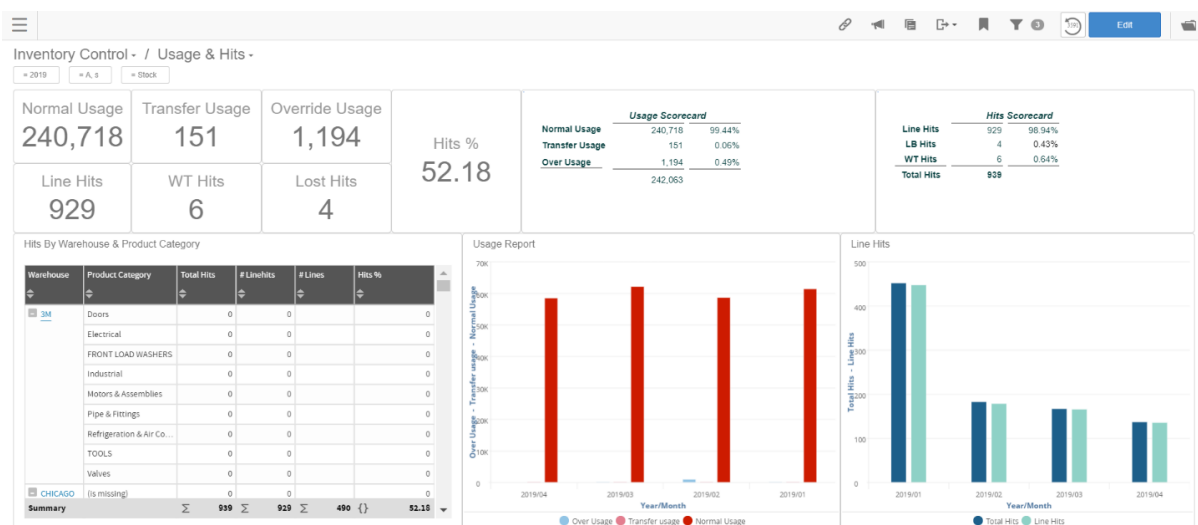 3
Edit
Inventory Control - / Usage & Hits -
= 2019
= A, s
= Stock
Normal Usage
240,718
Transfer Usage
151
Override Usage
1,194
Hits %
52.18
Line Hits
929
WT Hits
6
Lost Hits
4
Usage Scorecard
Normal Usage 240,718 99.44%
Transfer Usage 151 0.06%
Over Usage 1,194 0.49%
242,063
Hits Scorecard
Line Hits 929 98.94%
LB Hits 4 0.43%
WT Hits 6 0.64%
Total Hits 939
Hits By Warehouse & Product Category
Warehouse Product Category Total Hits # Linehits # Lines Hits %
3M Doors 0 0 0
Electrical 0 0 0
FRONT LOAD WASHERS 0 0 0
Industrial 0 0 0
Motors & Assemblies 0 0 0
Pipe & Fittings 0 0 0
Refrigeration & Air Co... 0 0 0
TOOLS 0 0 0
Valves 0 0 0
CHICAGO (is missing) 0 0 0
Summary Σ 939 Σ 929 Σ 490 {} 52.18
Usage Report
Over Usage - Transfer usage - Normal Usage
70K
60K
40K
30K
20K
10K
0
2019/04 2019/03 2019/02 2019/01
Year/Month
Over Usage Transfer usage Normal Usage
Line Hits
Total Hits - Line Hits
500
400
300
200
100
0
2019/01 2019/02 2019/03 2019/04
Year/Month
Total Hits Line Hits